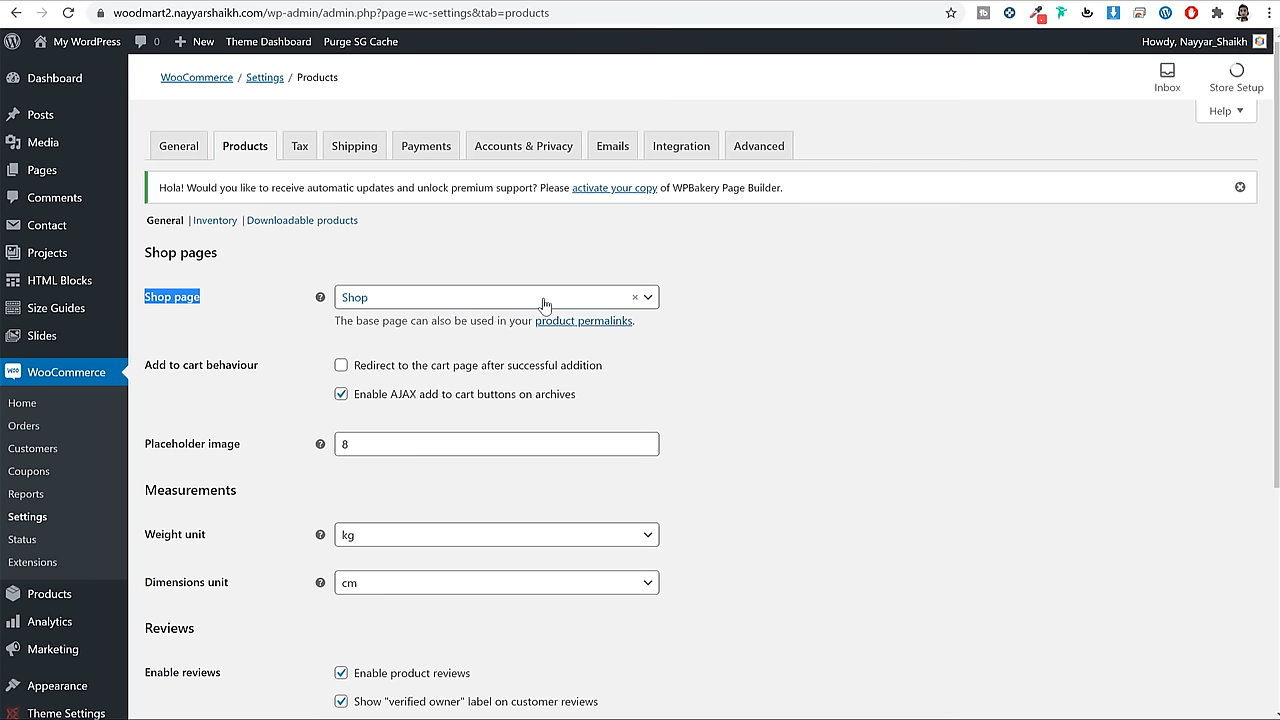 woodmart2.nayyarshaikh.com/wp-admin/admin.php?page=wc-settings&tab=products
My WordPress 0 New Theme Dashboard Purge SG Cache Howdy, Nayyar_Shaikh
Dashboard
Posts
Media
Pages
Comments
Contact
Projects
HTML Blocks
Size Guides
Slides
WooCommerce
Home
Orders
Customers
Coupons
Reports
Settings
Status
Extensions
Products
Analytics
Marketing
Appearance
Theme Settings
WooCommerce / Settings / Products
Inbox Store Setup
Help
General Products Tax Shipping Payments Accounts & Privacy Emails Integration Advanced
Hola! Would you like to receive automatic updates and unlock premium support? Please activate your copy of WPBakery Page Builder.
General | Inventory | Downloadable products
Shop pages
Shop page Shop ×
The base page can also be used in your product permalinks.
Add to cart behaviour Redirect to the cart page after successful addition
Enable AJAX add to cart buttons on archives
Placeholder image 8
Measurements
Weight unit kg
Dimensions unit cm
Reviews
Enable reviews Enable product reviews
Show "verified owner" label on customer reviews